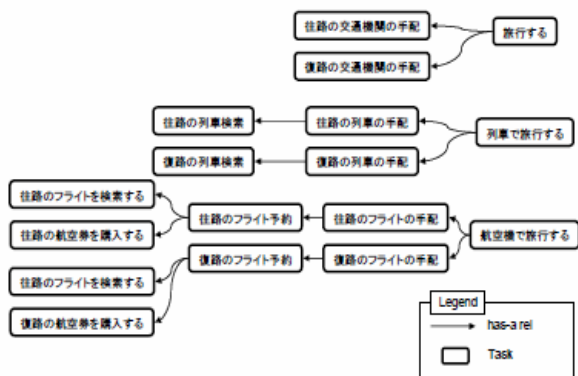 往路の交通機関の手配
旅行する
復路の交通機関の手配
往路の列車検索
往路の列車の手配
列車で旅行する
復路の列車検索
復路の列車の手配
往路のフライトを検索する
往路のフライト予約
往路のフライトの手配
往路の航空券を購入する
航空機で旅行する
復路のフライト予約
復路のフライトの手配
往路のフライトを検索する
復路の航空券を購入する
Legend
has-a rel
Task